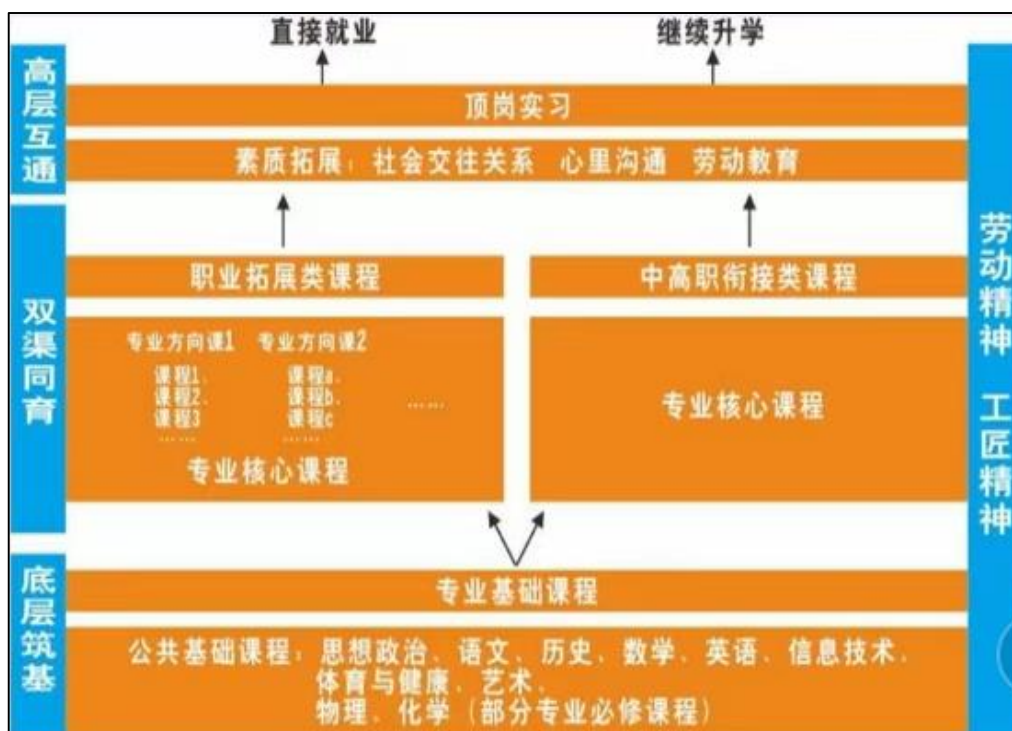 直接就业 继续升学
高层互通
顶岗实习
素质拓展：社会交往关系 心里沟通 劳动教育
双渠同育
职业拓展类课程
中高职衔接类课程
专业方向课1 专业方向课2
课程1、 课程a、
课程2、 课程b、 ……
课程3 课程c
…… ……
专业核心课程
专业核心课程
底层筑基
专业基础课程
公共基础课程：思想政治、语文、历史、数学、英语、信息技术、
体育与健康、艺术、
物理、化学（部分专业必修课程）
劳动精神 工匠精神